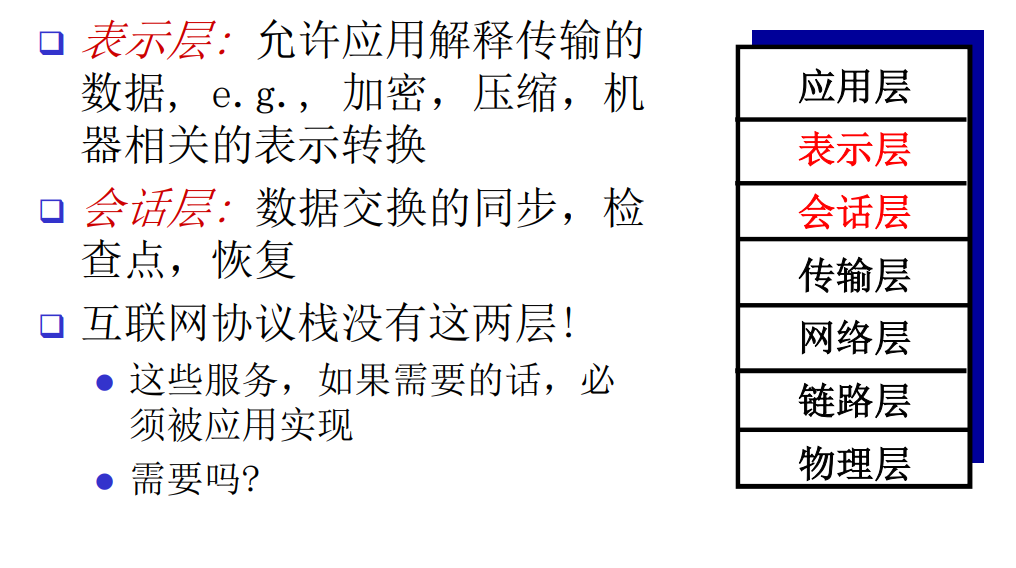 表示层：允许应用解释传输的
数据, e.g., 加密，压缩，机
器相关的表示转换
会话层：数据交换的同步，检
查点，恢复
互联网协议栈没有这两层!
这些服务，如果需要的话，必
须被应用实现
需要吗?
应用层
表示层
会话层
传输层
网络层
链路层
物理层